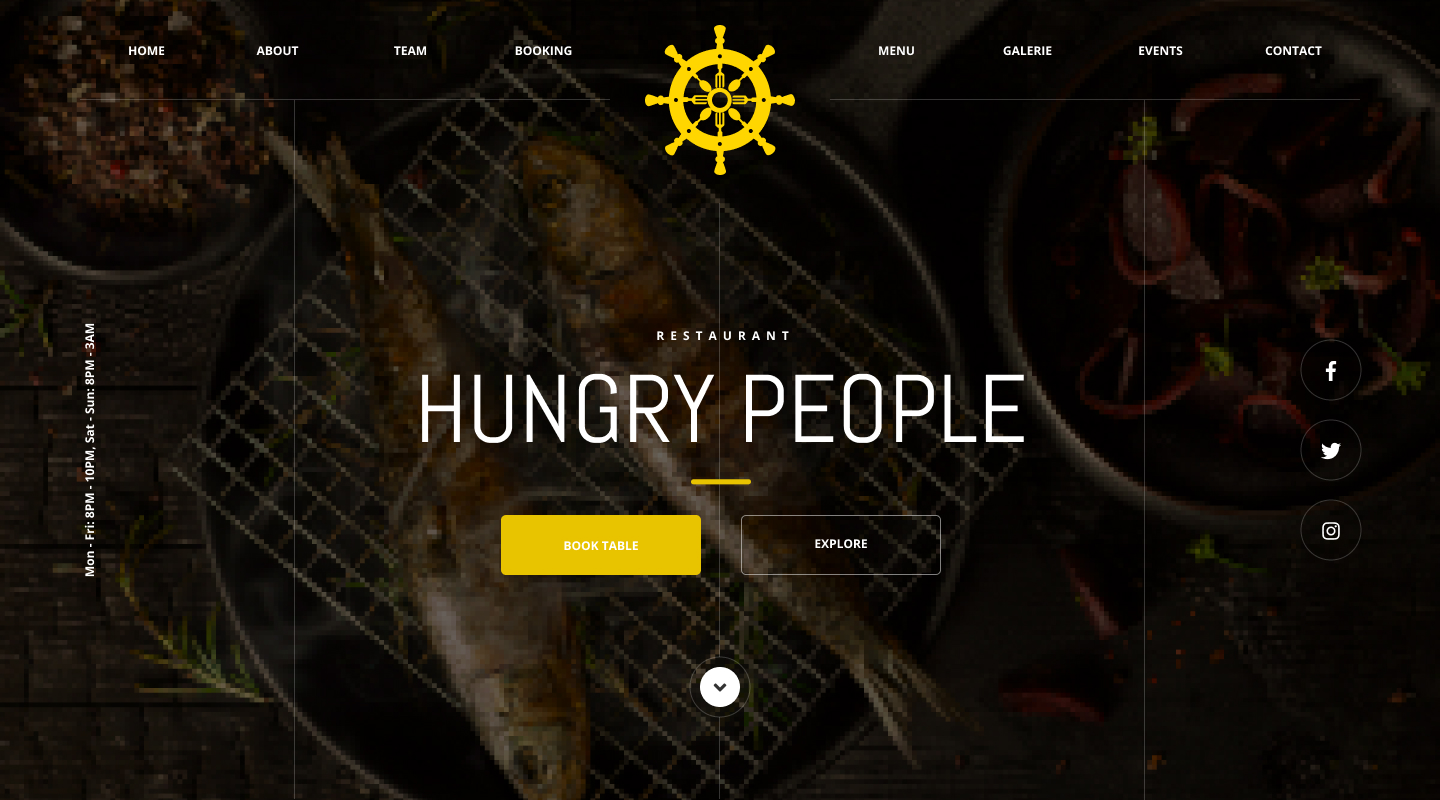 HOME
ABOUT
TEAM
BOOKING
MENU
GALERIE
EVENTS
CONTACT
Mon - Fri: 8PM - 10PM, Sat - Sun: 8PM - 3AM
RESTAURANT
HUNGRY PEOPLE
BOOK TABLE
EXPLORE